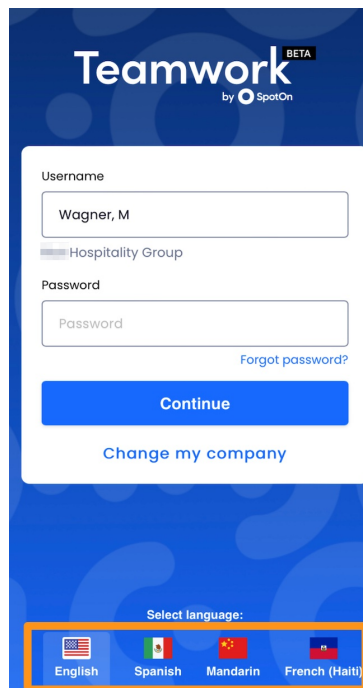 Teamwork BETA
by SpotOn
Username
Wagner, M
Hospitality Group
Password
Password
Forgot password?
Continue
Change my company
Select language:
English Spanish Mandarin French (Haiti)